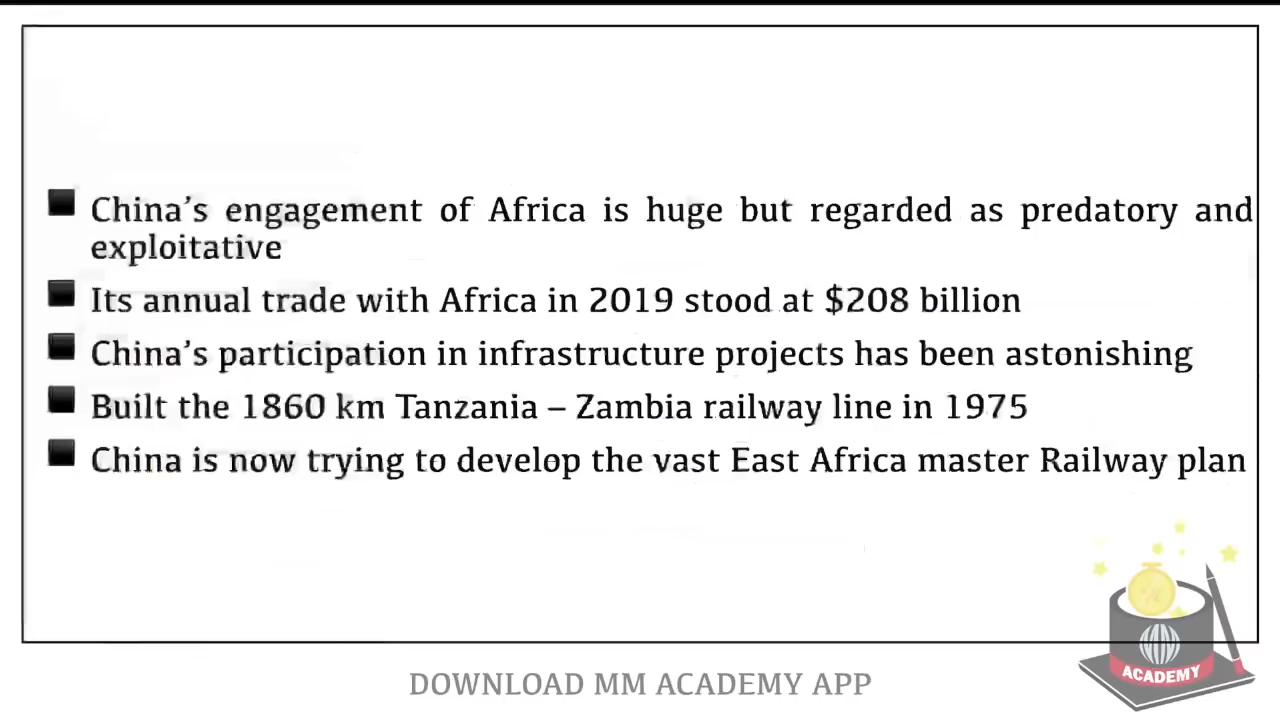 China's engagement of Africa is huge but regarded as predatory and
exploitative
Its annual trade with Africa in 2019 stood at $208 billion
China's participation in infrastructure projects has been astonishing
Built the 1860 km Tanzania – Zambia railway line in 1975
China is now trying to develop the vast East Africa master Railway plan
ACADEMY
DOWNLOAD MM ACADEMY APP